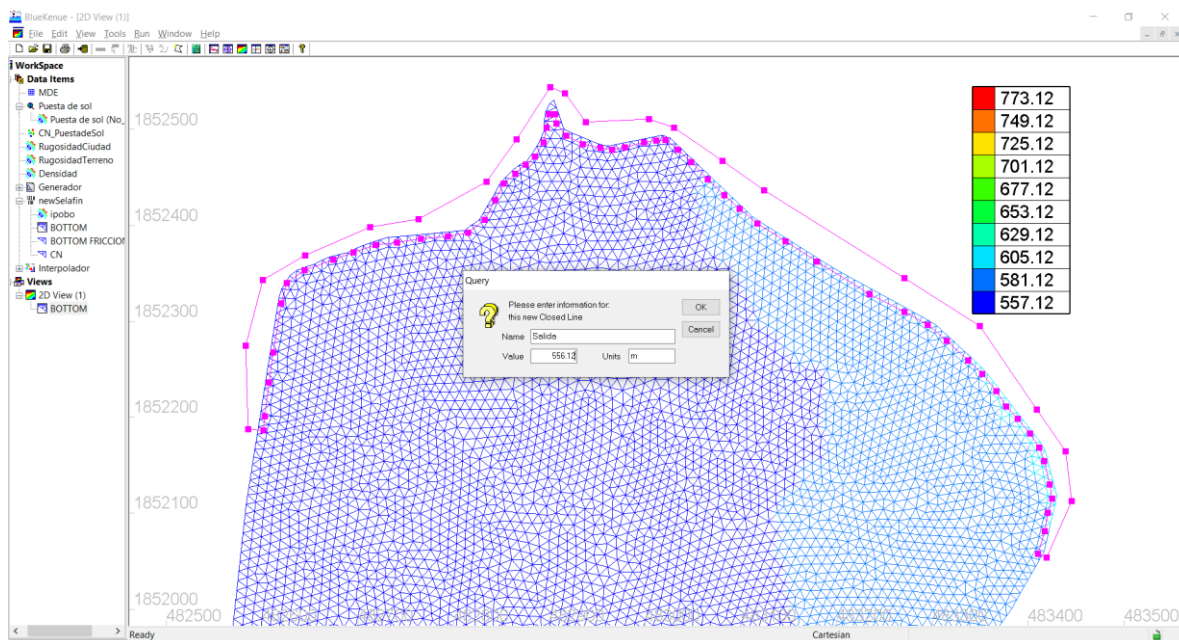 BlueKenue - [2D View (1)]
File Edit View Tools Run Window Help
WorkSpace
Data Items
MDE
Puesta de sol
Puesta de sol (No_
CN_PuestadeSol
RugosidadCiudad
RugosidadTerreno
Densidad
Generador
newSelafin
ipobo
BOTTOM
BOTTOM FRICCION
CN
Interpolador
Views
2D View (1)
BOTTOM
1852500
1852400
1852300
1852200
1852100
1852000
482500
483400
483500
773.12
749.12
725.12
701.12
677.12
653.12
629.12
605.12
581.12
557.12
Query
Please enter information for:
this new Closed Line
Name Salida
Value 556.12 Units m
OK
Cancel
Ready
Cartesian